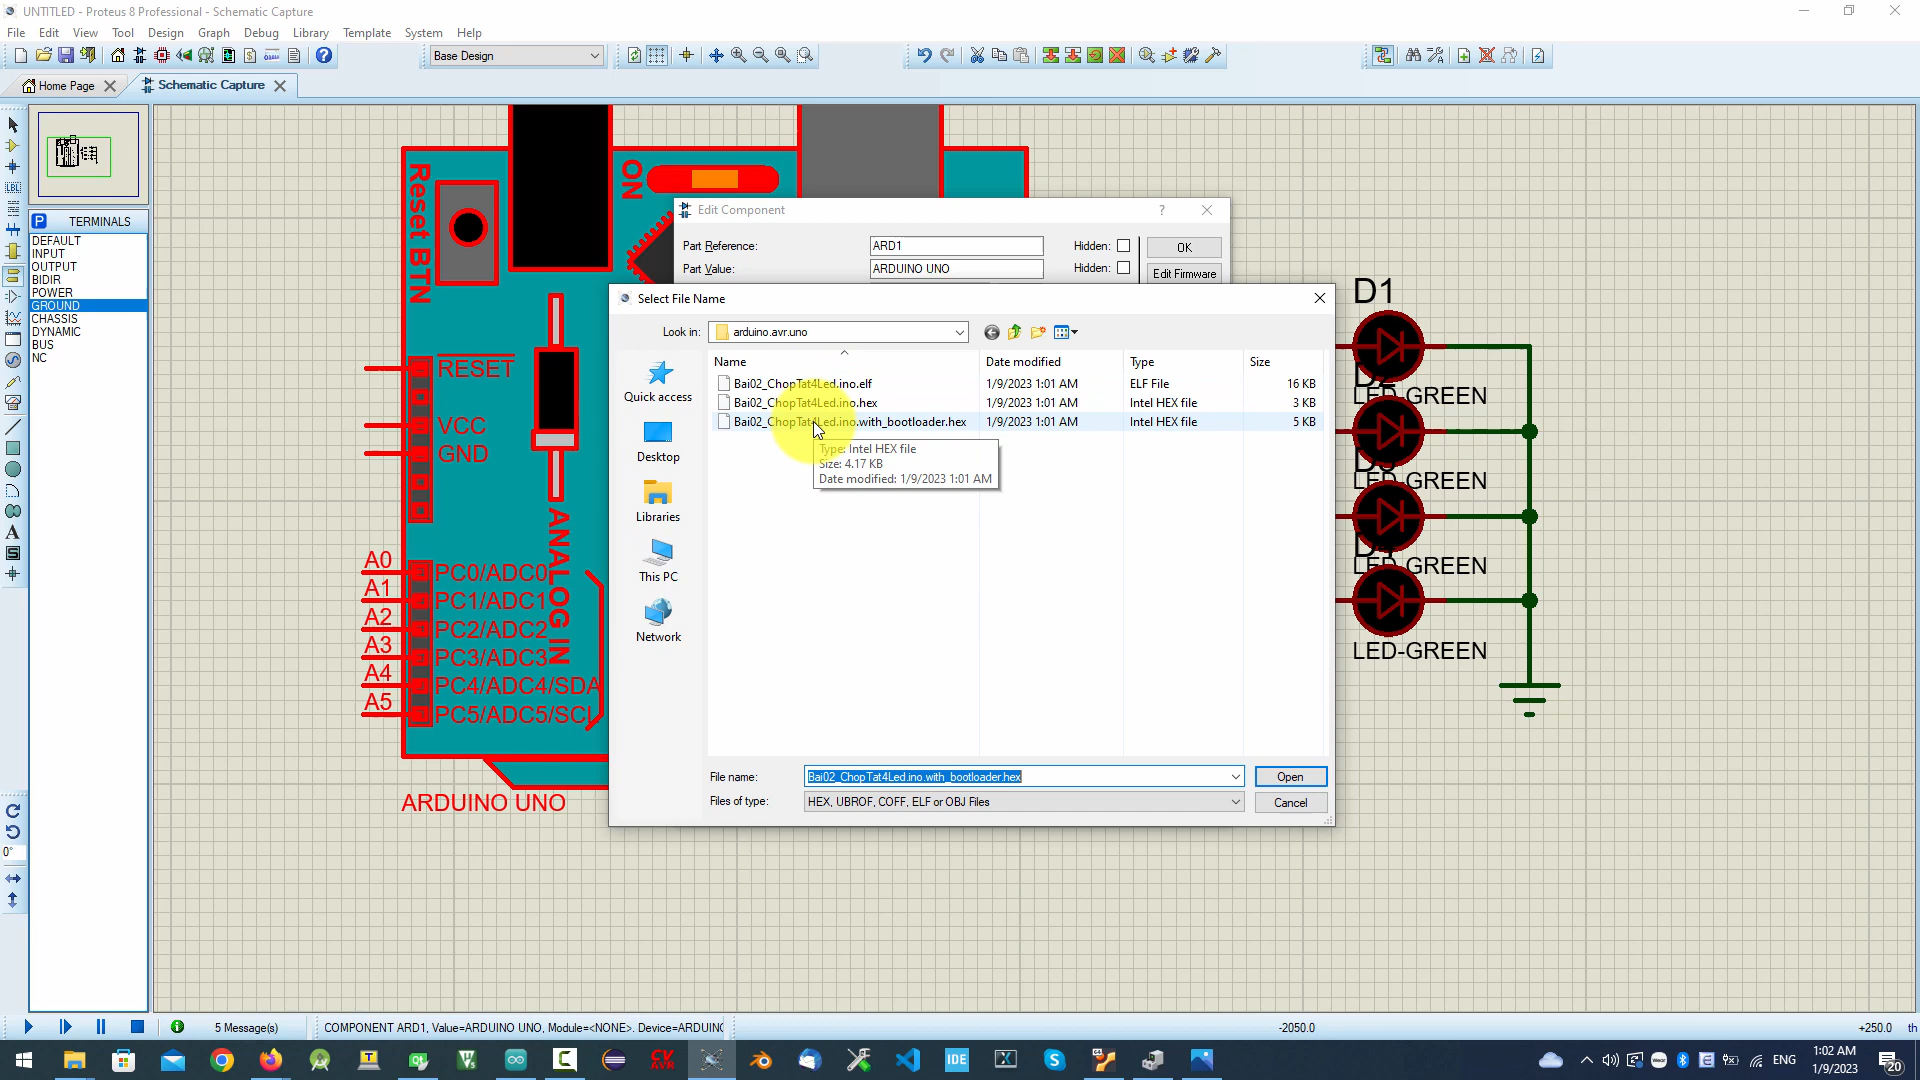 UNTITLED - Proteus 8 Professional - Schematic Capture
File Edit View Tool Design Graph Debug Library Template System Help
Base Design
Home Page
Schematic Capture
P TERMINALS
DEFAULT
INPUT
OUTPUT
BIDIR
POWER
GROUND
CHASSIS
DYNAMIC
BUS
NC
LBL
A
S
0°
Reset BTN
ON
RESET
VCC
GND
A0
A1
A2
A3
A4
A5
PC0/ADC0
PC1/ADC1
PC2/ADC2
PC3/ADC3
PC4/ADC4/SDA
PC5/ADC5/SCL
ANALOG IN
ARDUINO UNO
Edit Component
?
Part Reference:
ARD1
Hidden:
OK
Part Value:
ARDUINO UNO
Hidden:
Edit Firmware
Select File Name
Look in:
arduino.avr.uno
Quick access
Desktop
Libraries
This PC
Network
Name Date modified Type Size
Bai02_ChopTat4Led.ino.elf 1/9/2023 1:01 AM ELF File 16 KB
Bai02_ChopTat4Led.ino.hex 1/9/2023 1:01 AM Intel HEX file 3 KB
Bai02_ChopTat4Led.ino.with_bootloader.hex 1/9/2023 1:01 AM Intel HEX file 5 KB
Type: Intel HEX file
Size: 4.17 KB
Date modified: 1/9/2023 1:01 AM
File name:
Bai02_ChopTat4Led.ino.with_bootloader.hex
Open
Files of type:
HEX, UBROF, COFF, ELF or OBJ Files
Cancel
D1
LED-GREEN
LED-GREEN
LED-GREEN
LED-GREEN
5 Message(s)
COMPONENT ARD1, Value=ARDUINO UNO, Module=<NONE>. Device=ARDUINO
-2050.0
+250.0
th
IDE
ENG
1:02 AM
1/9/2023
20